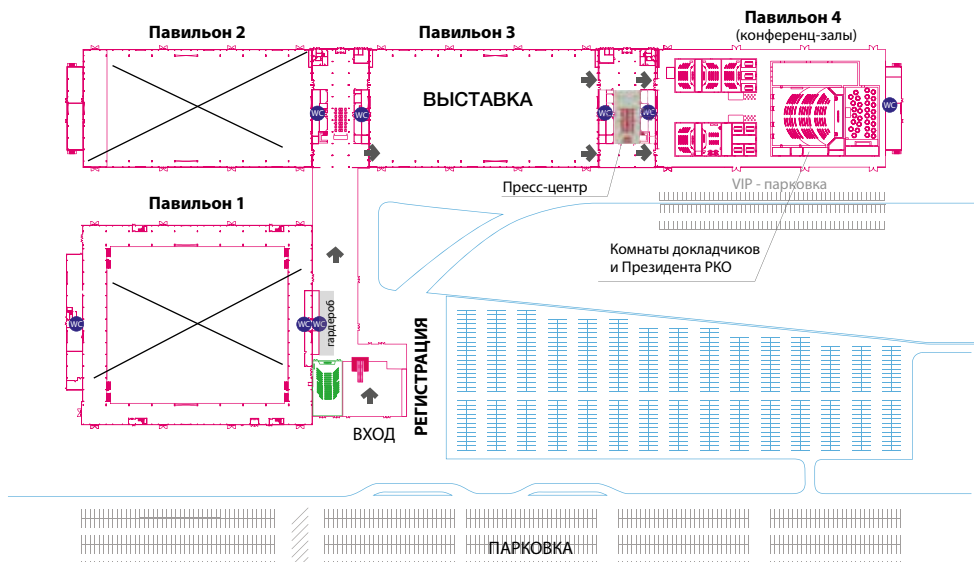 Павильон 2
Павильон 3
Павильон 4
(конференц-залы)
ВЫСТАВКА
WC
WC
WC
WC
WC
Пресс-центр
VIP - парковка
Павильон 1
Комнаты докладчиков
и Президента РКО
WC
WC
WC
гардероб
РЕГИСТРАЦИЯ
ВХОД
ПАРКОВКА